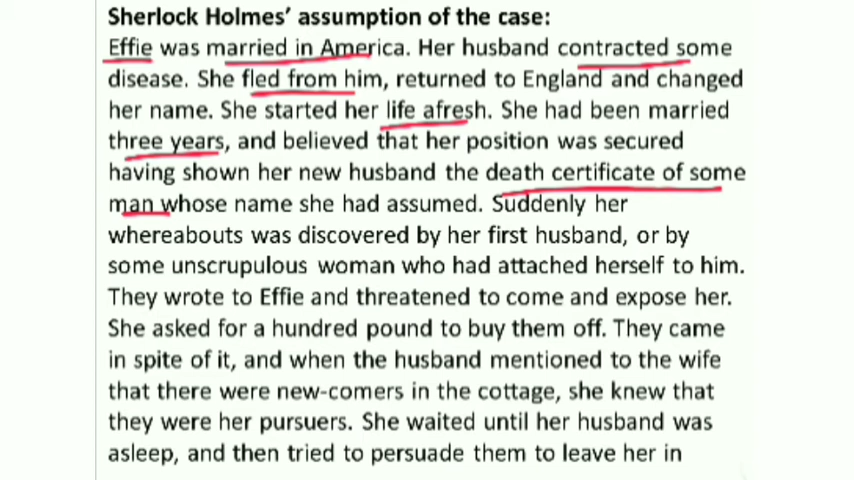 Sherlock Holmes’ assumption of the case:
Effie was married in America. Her husband contracted some
disease. She fled from him, returned to England and changed
her name. She started her life afresh. She had been married
three years, and believed that her position was secured
having shown her new husband the death certificate of some
man whose name she had assumed. Suddenly her
whereabouts was discovered by her first husband, or by
some unscrupulous woman who had attached herself to him.
They wrote to Effie and threatened to come and expose her.
She asked for a hundred pound to buy them off. They came
in spite of it, and when the husband mentioned to the wife
that there were new-comers in the cottage, she knew that
they were her pursuers. She waited until her husband was
asleep, and then tried to persuade them to leave her in